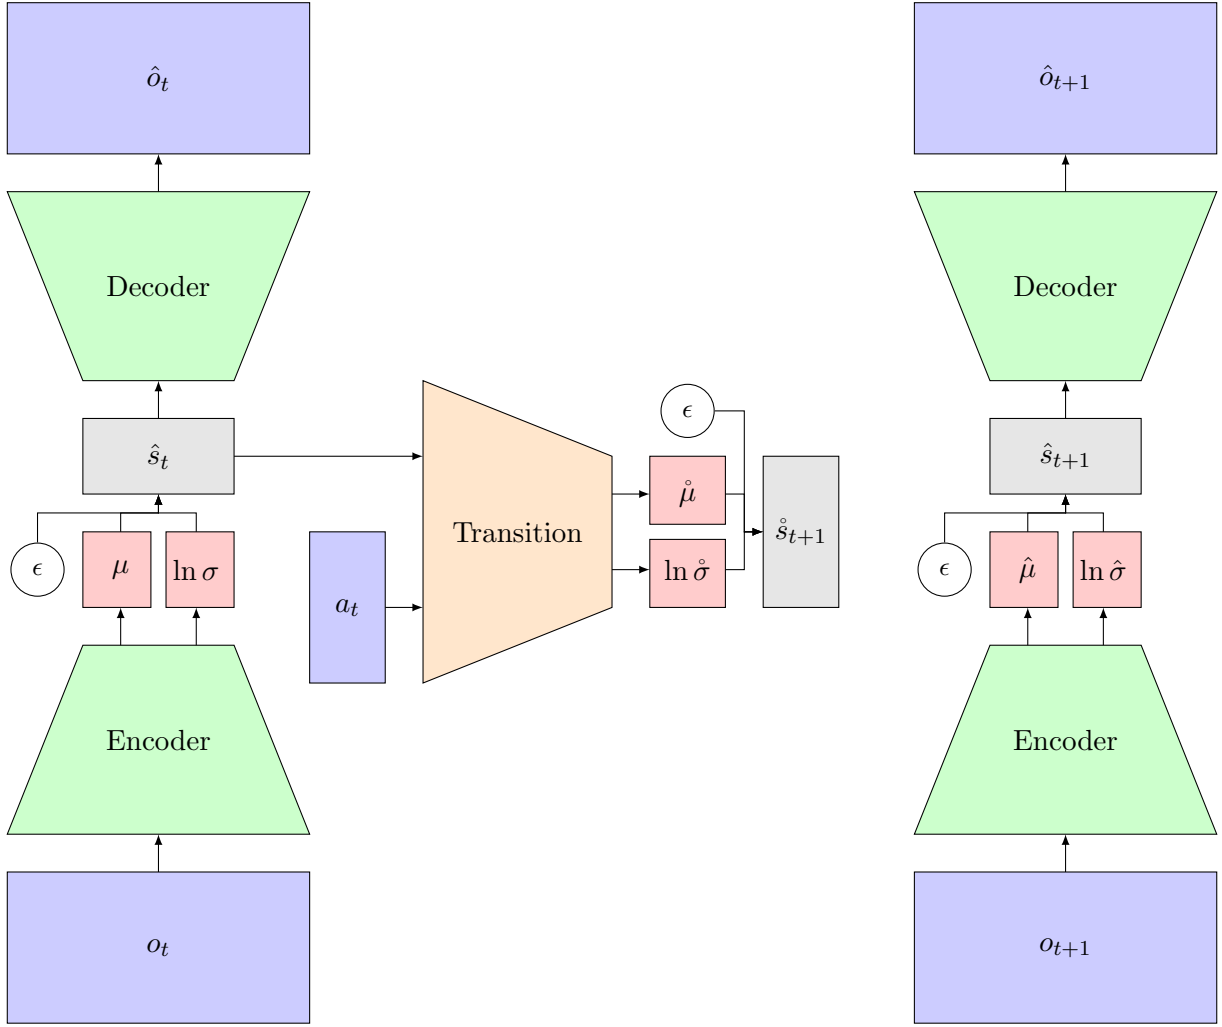 ô_t
ô_{t+1}
Decoder
Decoder
ŝ_t
ϵ
ŝ_{t+1}
μ̊
Transition
s̊_{t+1}
ϵ
μ
ln σ
a_t
ln σ̊
ϵ
μ̂
ln σ̂
Encoder
Encoder
o_t
o_{t+1}